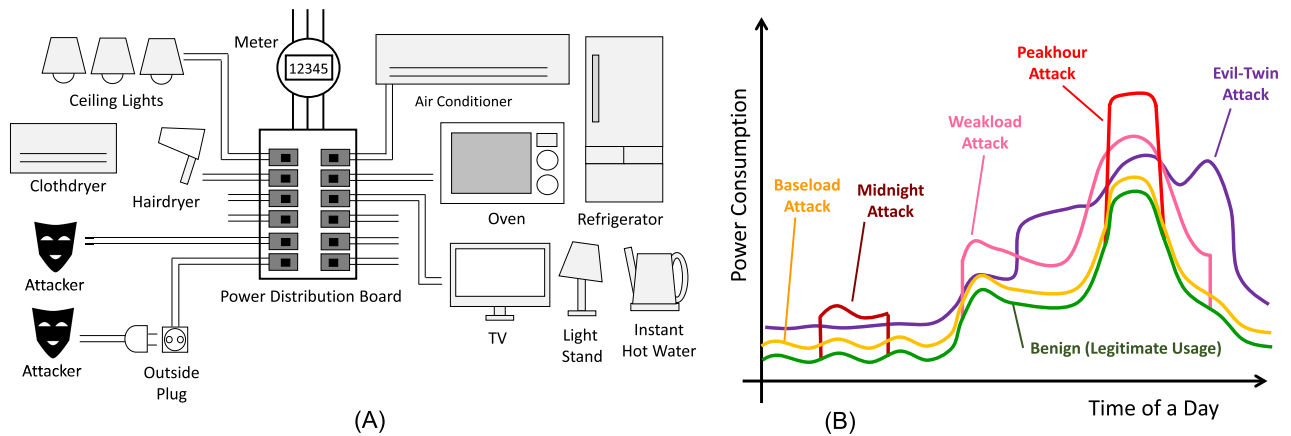 Meter
12345
Ceiling Lights
Air Conditioner
Clothdryer
Hairdryer
Oven
Refrigerator
Attacker
Power Distribution Board
TV
Light
Stand
Instant
Hot Water
Attacker
Outside
Plug
(A)
Power Consumption
Peakhour
Attack
Evil-Twin
Attack
Weakload
Attack
Baseload
Attack
Midnight
Attack
Benign (Legitimate Usage)
Time of a Day
(B)